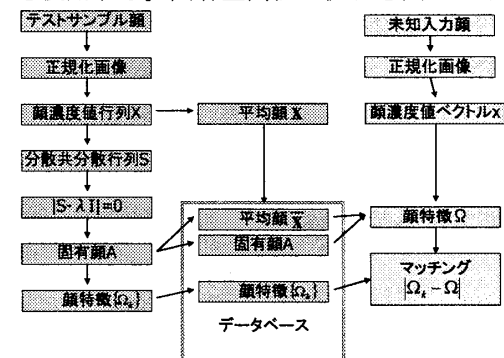 テストサンプル顔
正規化画像
顔濃度値行列X
分散共分散行列S
|S-λI|=0
固有顔A
顔特徴{Ωₖ}
平均顔 X̄
平均顔 X̄
固有顔A
顔特徴{Ωₖ}
データベース
未知入力顔
正規化画像
顔濃度値ベクトルx
顔特徴Ω
マッチング
|Ωₖ-Ω|